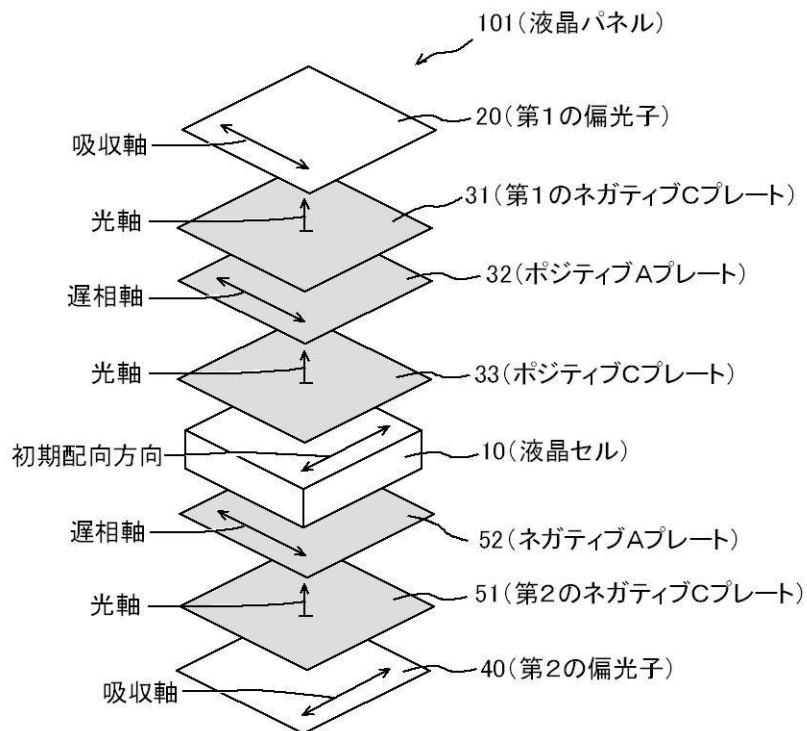 101(液晶パネル)
20(第1の偏光子)
吸収軸
31(第1のネガティブCプレート)
光軸
32(ポジティブAプレート)
遅相軸
光軸
33(ポジティブCプレート)
初期配向方向
10(液晶セル)
遅相軸
52(ネガティブAプレート)
光軸
51(第2のネガティブCプレート)
40(第2の偏光子)
吸収軸